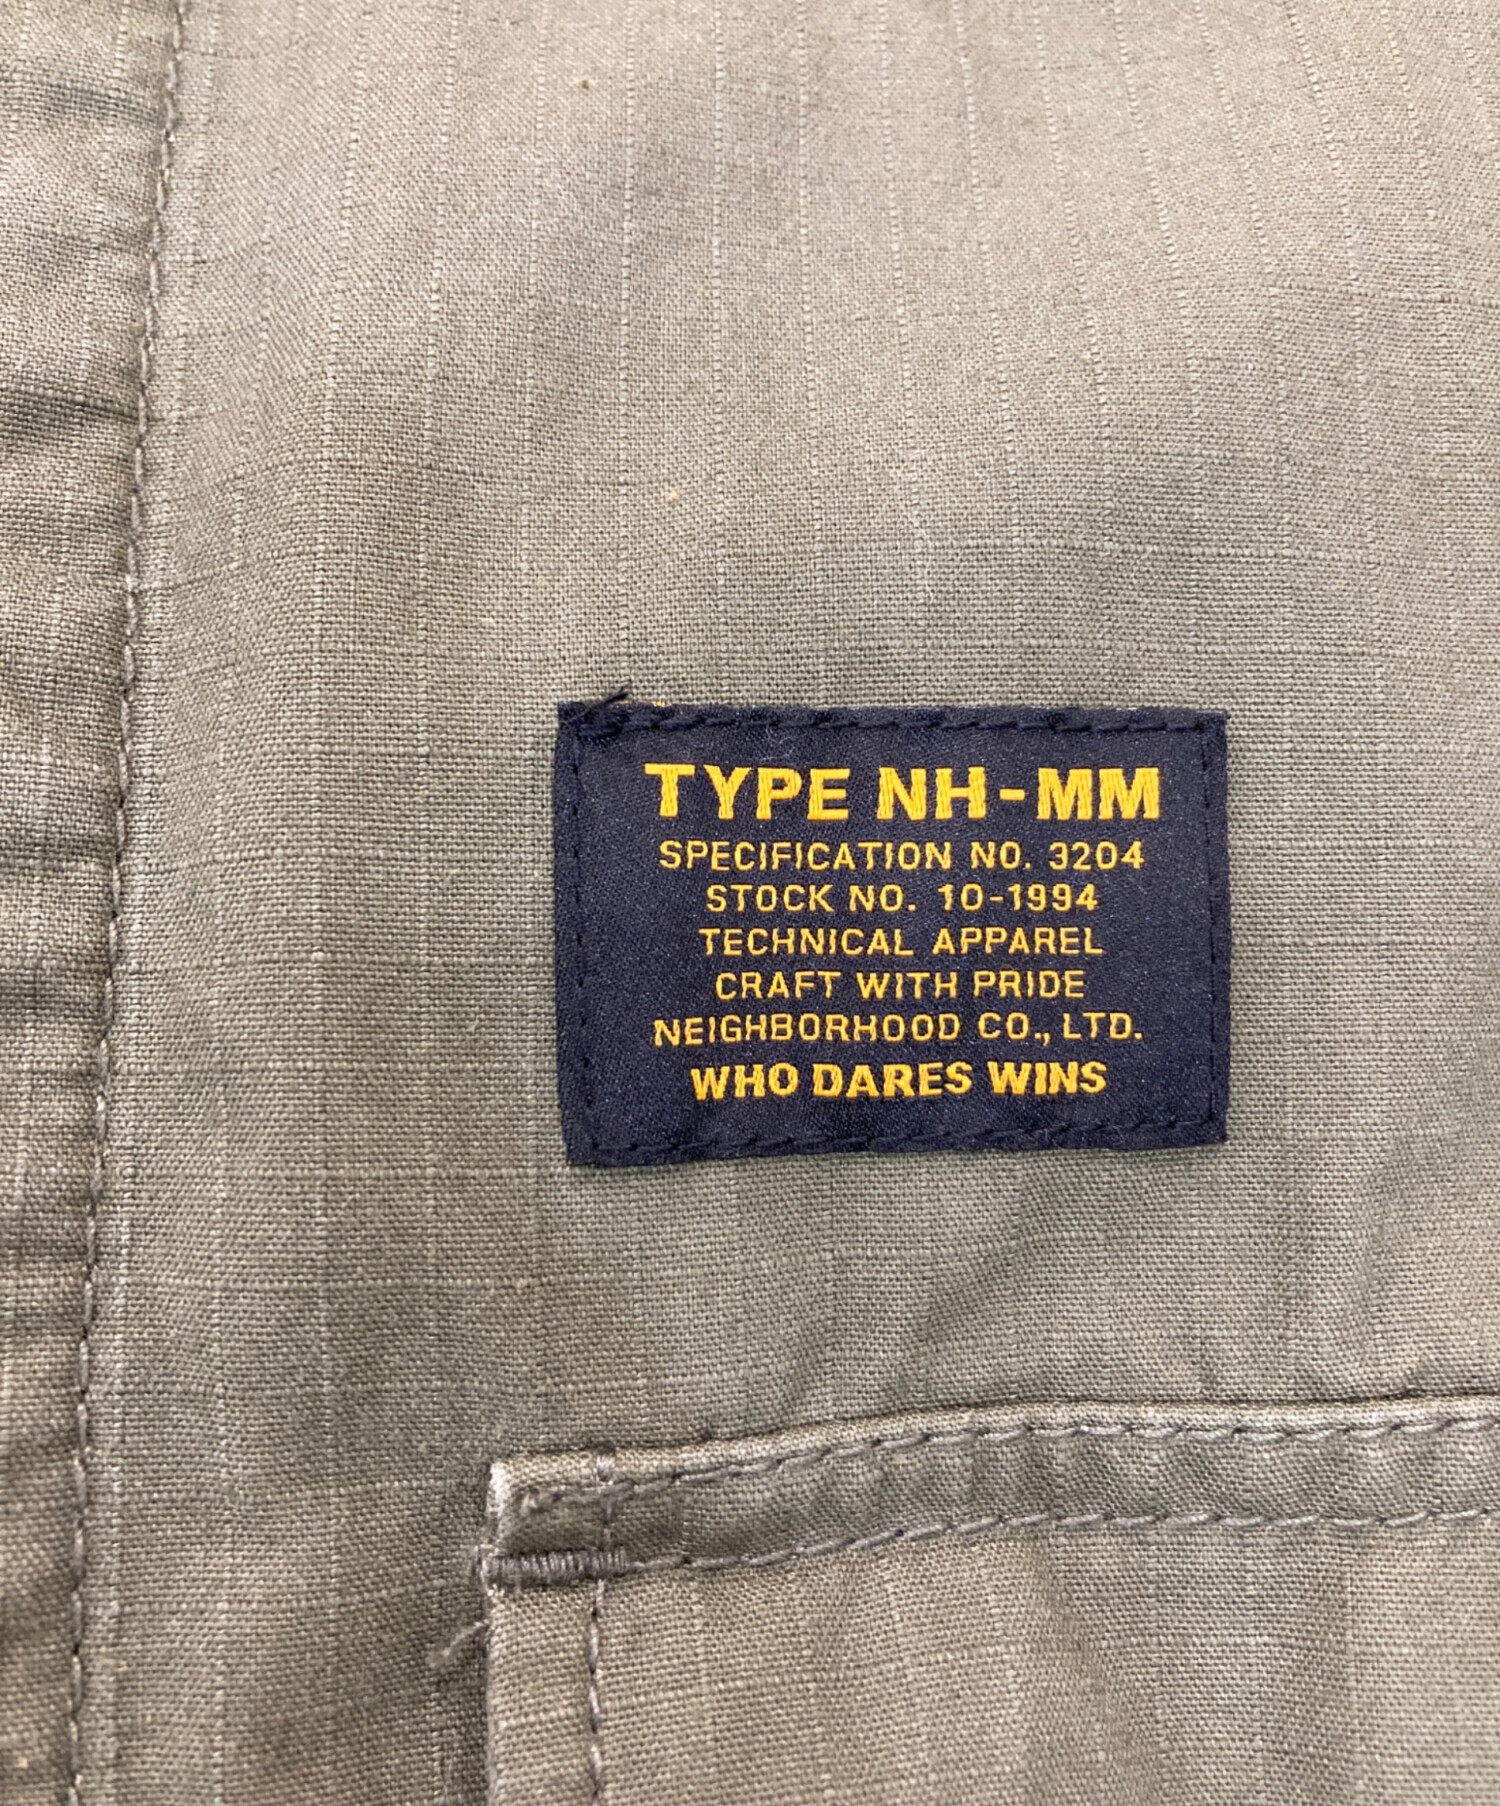 TYPE NH-MM
SPECIFICATION NO. 3204
STOCK NO. 10-1994
TECHNICAL APPAREL
CRAFT WITH PRIDE
NEIGHBORHOOD CO., LTD.
WHO DARES WINS